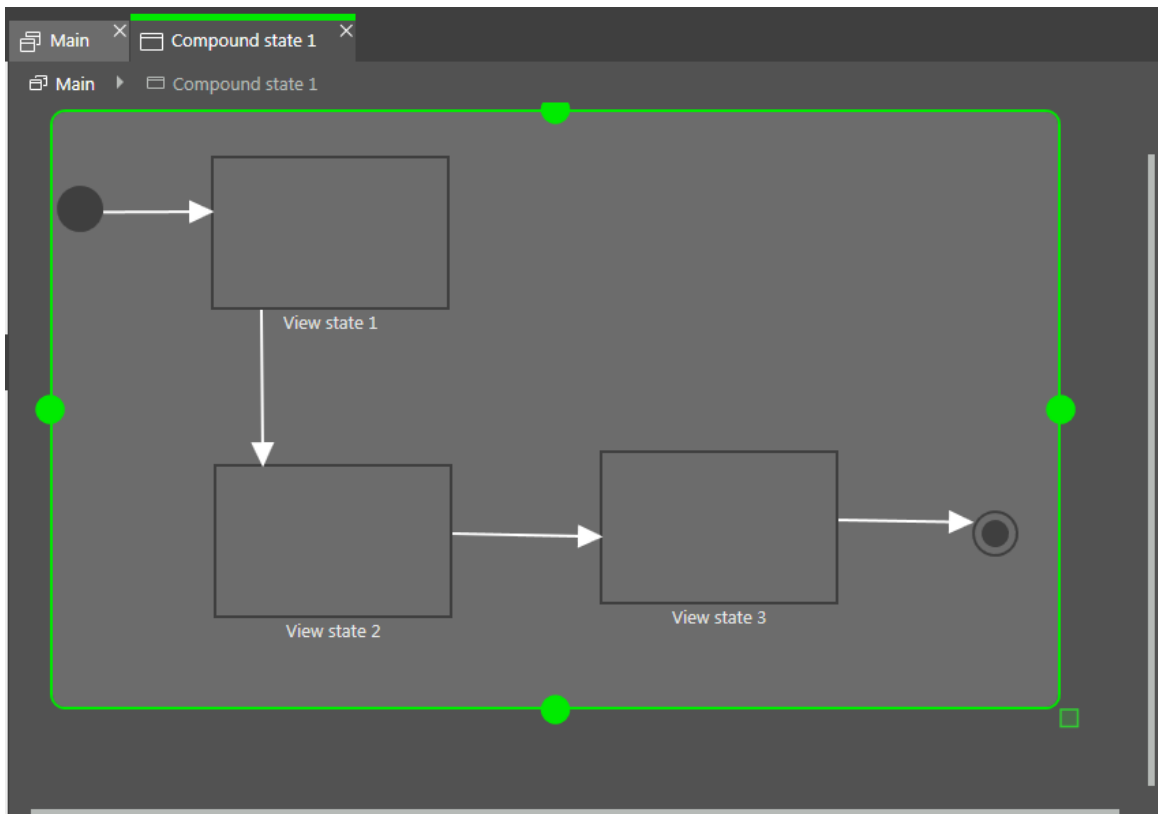 Main
Compound state 1
Main
Compound state 1
View state 1
View state 2
View state 3